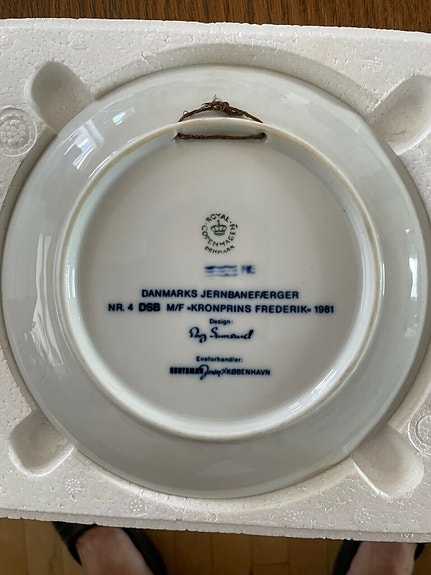 ROYAL
COPENHAGEN
DENMARK
DANMARKS JERNBANEFÆRGER
NR. 4 DSB M/F »KRONPRINS FREDERIK« 1981
Design:
Eneforhandler:
KØBENHAVN